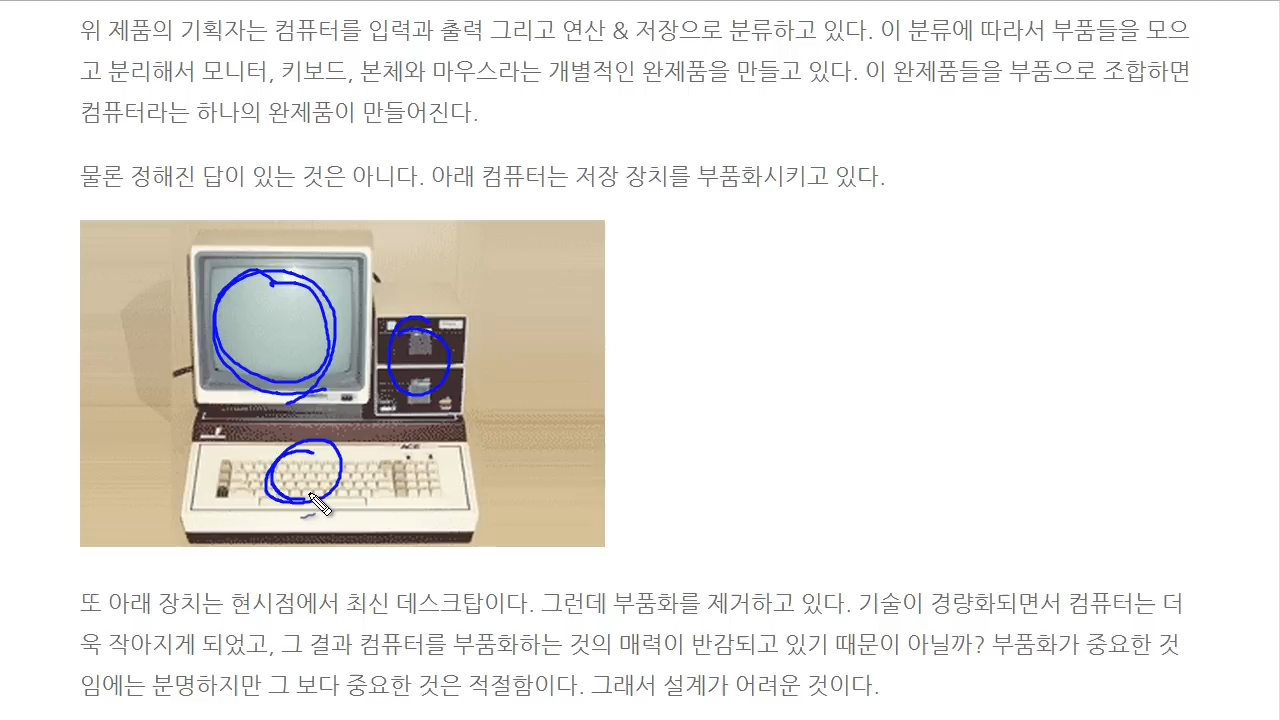 위 제품의 기획자는 컴퓨터를 입력과 출력 그리고 연산 & 저장으로 분류하고 있다. 이 분류에 따라서 부품들을 모으
고 분리해서 모니터, 키보드, 본체와 마우스라는 개별적인 완제품을 만들고 있다. 이 완제품들을 부품으로 조합하면
컴퓨터라는 하나의 완제품이 만들어진다.
물론 정해진 답이 있는 것은 아니다. 아래 컴퓨터는 저장 장치를 부품화시키고 있다.
ACE
또 아래 장치는 현시점에서 최신 데스크탑이다. 그런데 부품화를 제거하고 있다. 기술이 경량화되면서 컴퓨터는 더
욱 작아지게 되었고, 그 결과 컴퓨터를 부품화하는 것의 매력이 반감되고 있기 때문이 아닐까? 부품화가 중요한 것
임에는 분명하지만 그 보다 중요한 것은 적절함이다. 그래서 설계가 어려운 것이다.